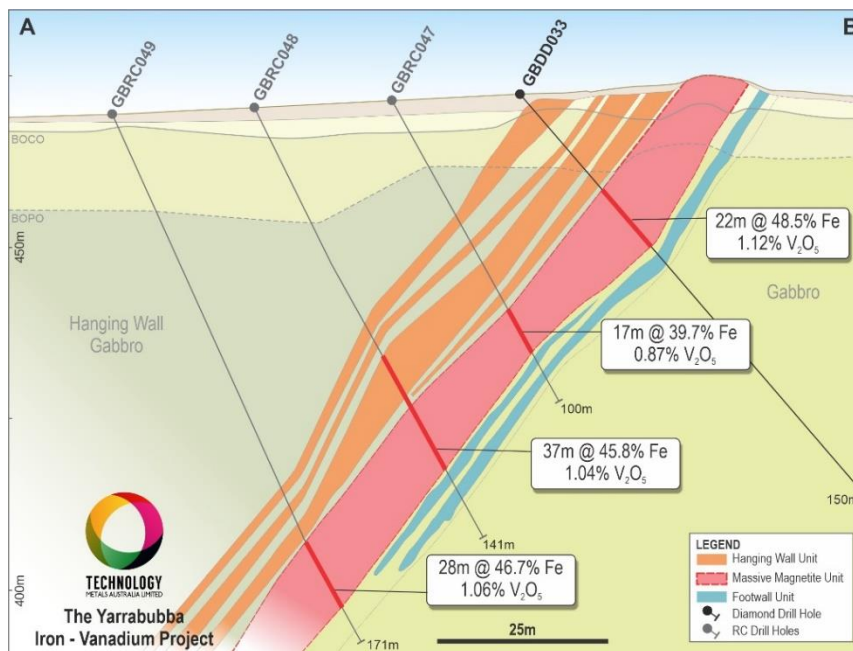 A
B
GBRC049
GBRC048
GBRC047
GBDD033
BOCO
BOPO
450m
22m @ 48.5% Fe
1.12% V₂O₅
Hanging Wall
Gabbro
Gabbro
17m @ 39.7% Fe
0.87% V₂O₅
100m
37m @ 45.8% Fe
1.04% V₂O₅
150m
141m
28m @ 46.7% Fe
1.06% V₂O₅
400m
171m
TECHNOLOGY
METALS AUSTRALIA LIMITED
The Yarrabubba
Iron - Vanadium Project
25m
LEGEND
Hanging Wall Unit
Massive Magnetite Unit
Footwall Unit
Diamond Drill Hole
RC Drill Holes